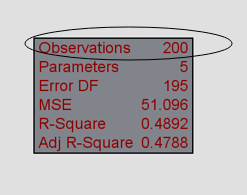 Observations 200
Parameters 5
Error DF 195
MSE 51.096
R-Square 0.4892
Adj R-Square 0.4788